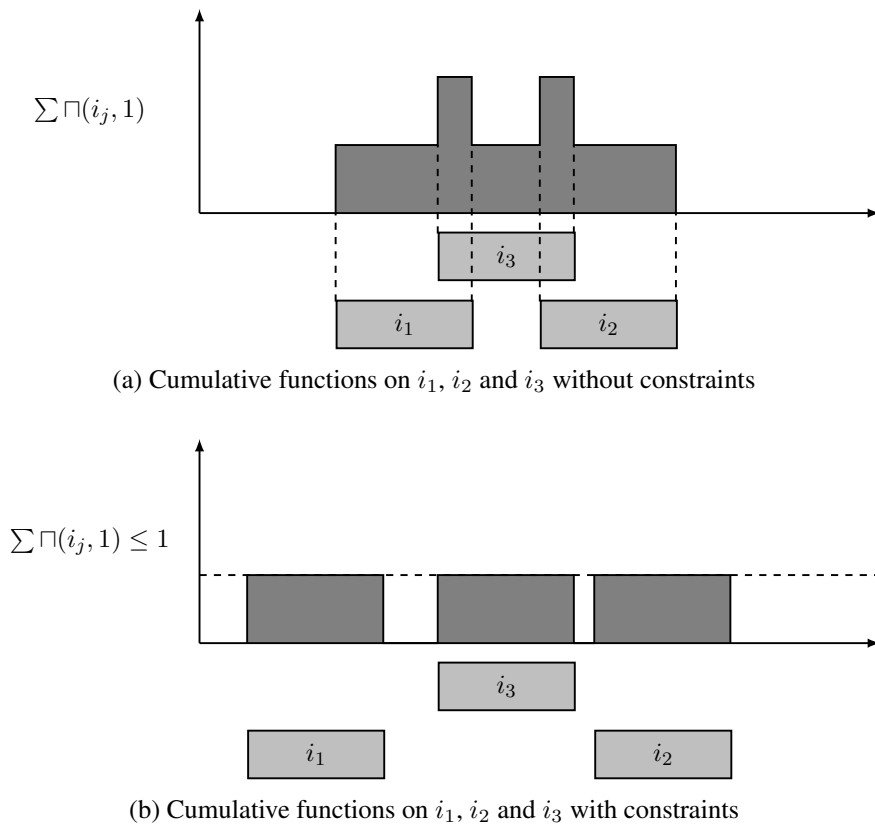 ∑ ⊓(i_j, 1)
i_3
i_1 i_2
(a) Cumulative functions on i_1, i_2 and i_3 without constraints
∑ ⊓(i_j, 1) ≤ 1
i_3
i_1 i_2
(b) Cumulative functions on i_1, i_2 and i_3 with constraints